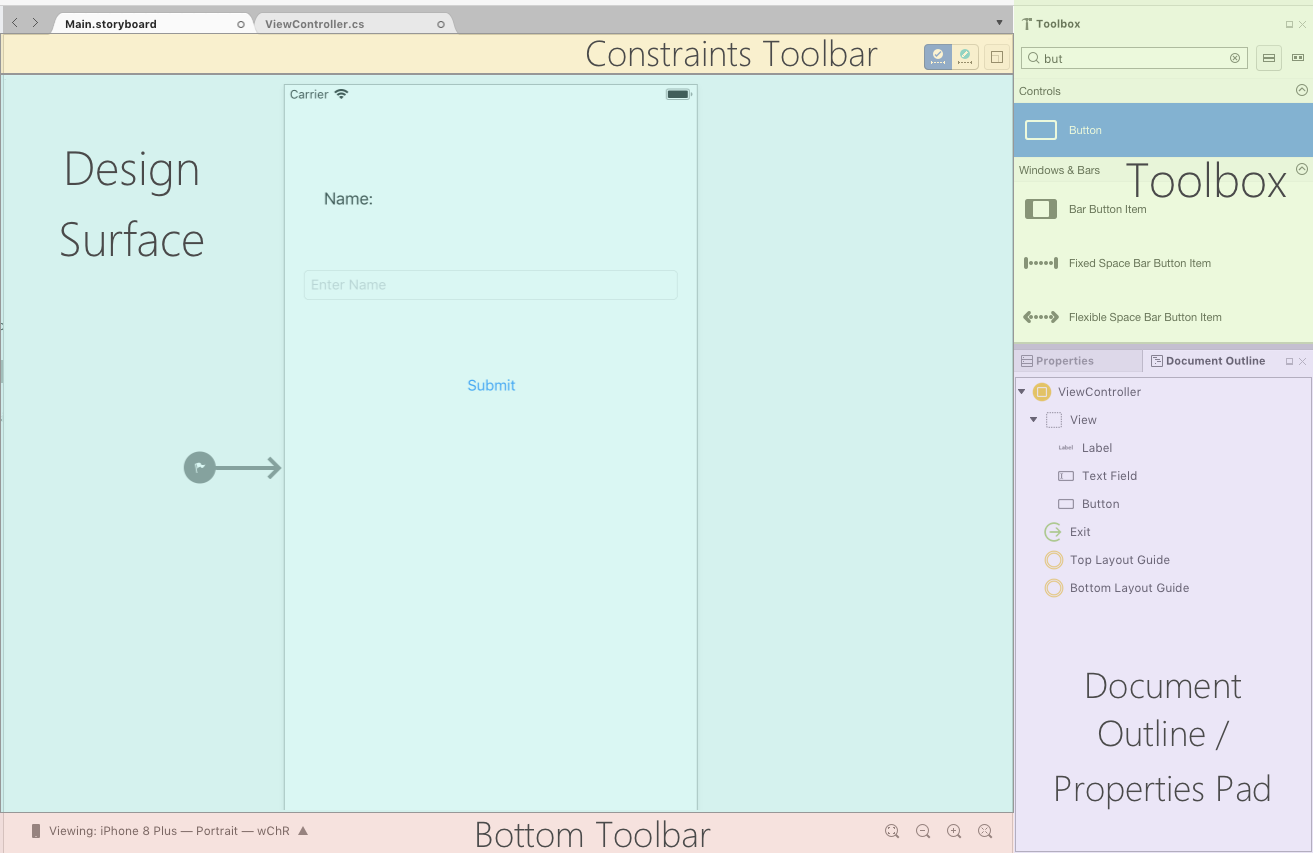 Main.storyboard
ViewController.cs
Constraints Toolbar
Carrier
Design
Surface
Name:
Enter Name
Submit
Viewing: iPhone 8 Plus — Portrait — wChR
Bottom Toolbar
Toolbox
but
Controls
Button
Windows & Bars
Toolbox
Bar Button Item
Fixed Space Bar Button Item
Flexible Space Bar Button Item
Properties
Document Outline
ViewController
View
Label Label
Text Field
Button
Exit
Top Layout Guide
Bottom Layout Guide
Document
Outline /
Properties Pad